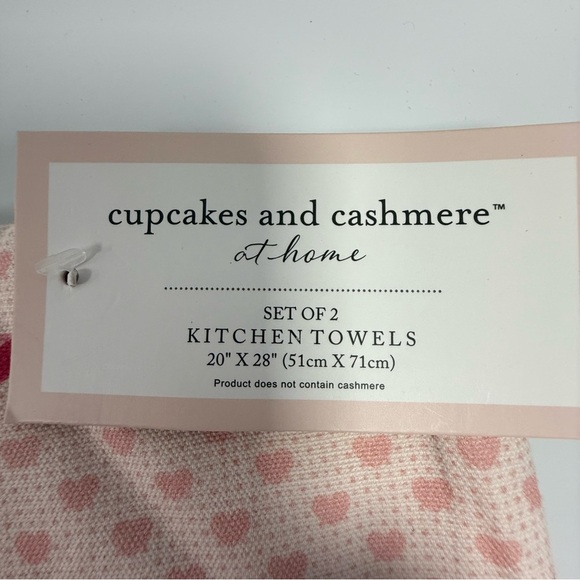 cupcakes and cashmere™
at home
SET OF 2
KITCHEN TOWELS
20" X 28" (51cm X 71cm)
Product does not contain cashmere